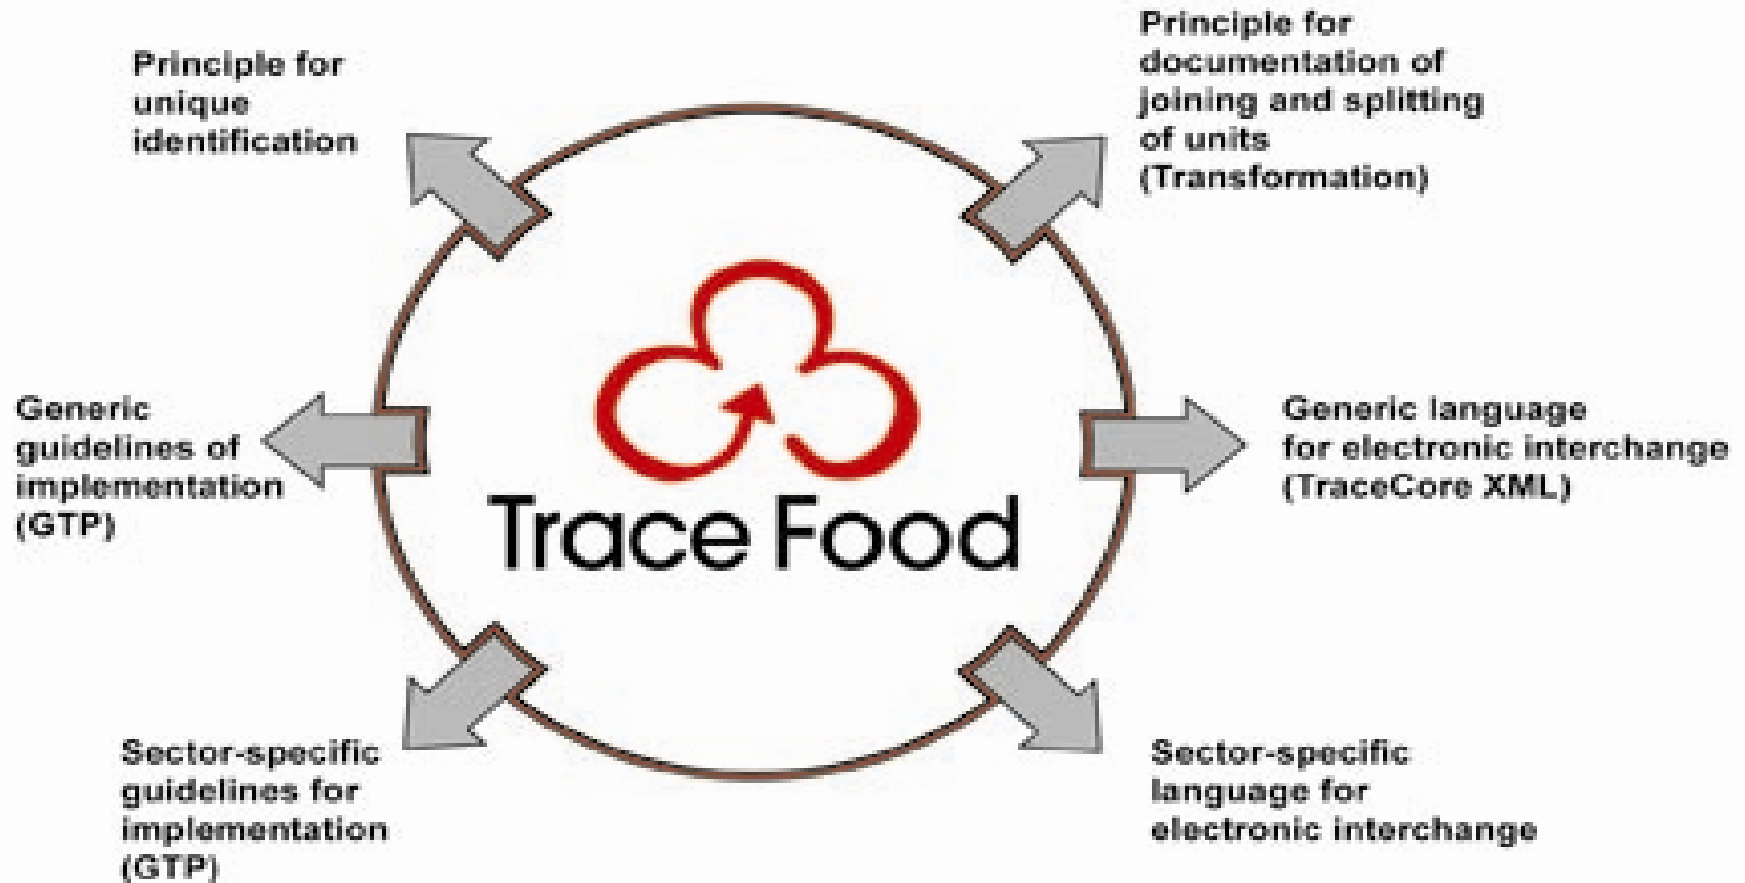 Principle for
unique
identification
Principle for
documentation of
joining and splitting
of units
(Transformation)
Generic
guidelines of
implementation
(GTP)
Trace Food
Generic language
for electronic interchange
(TraceCore XML)
Sector-specific
guidelines for
implementation
(GTP)
Sector-specific
language for
electronic interchange